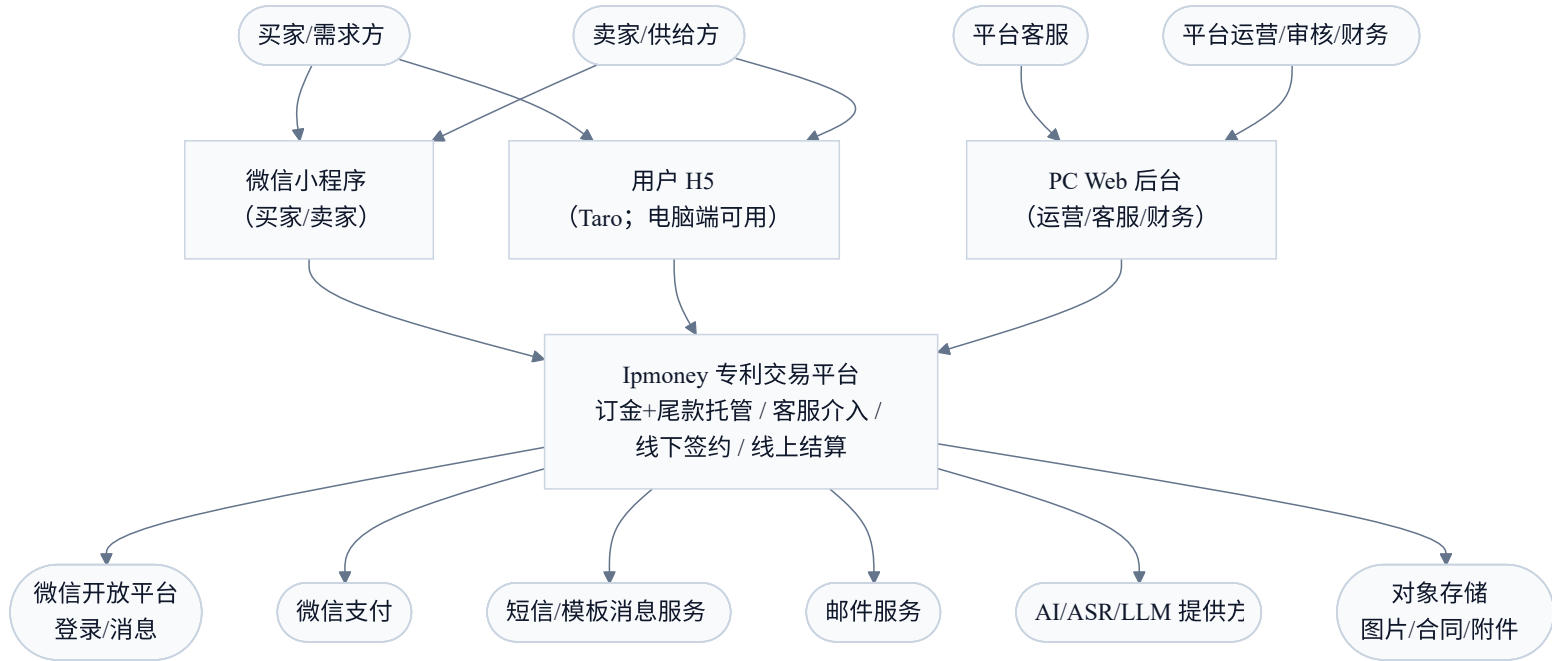 买家/需求方
卖家/供给方
平台客服
平台运营/审核/财务
微信小程序
（买家/卖家）
用户 H5
（Taro；电脑端可用）
PC Web 后台
（运营/客服/财务）
Ipmoney 专利交易平台
订金+尾款托管 / 客服介入 /
线下签约 / 线上结算
微信开放平台
登录/消息
微信支付
短信/模板消息服务
邮件服务
AI/ASR/LLM 提供方
对象存储
图片/合同/附件